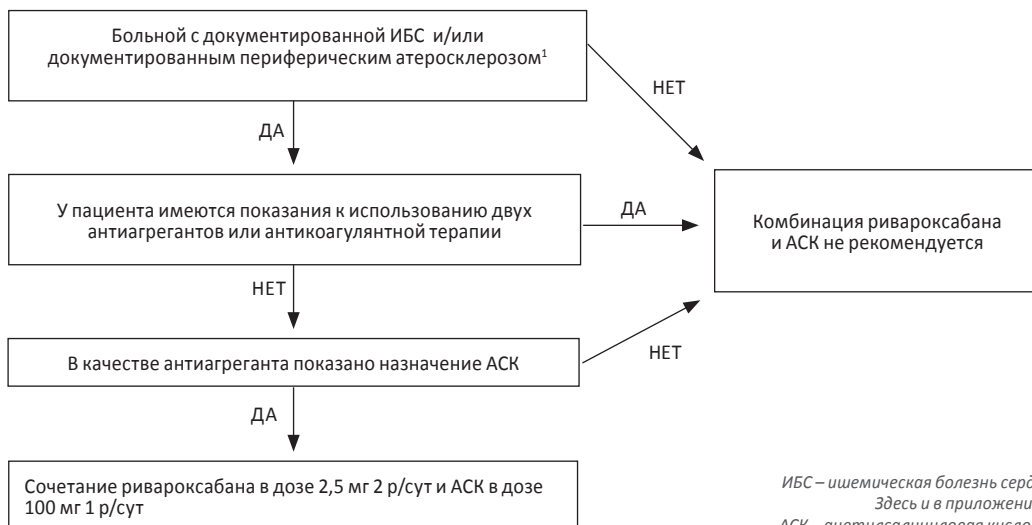 Больной с документированной ИБС и/или
документированным периферическим атеросклерозом¹
НЕТ
ДА
У пациента имеются показания к использованию двух
антиагрегантов или антикоагулянтной терапии
ДА
Комбинация ривароксабана
и АСК не рекомендуется
НЕТ
В качестве антиагреганта показано назначение АСК
НЕТ
ДА
Сочетание ривароксабана в дозе 2,5 мг 2 р/сут и АСК в дозе
100 мг 1 р/сут
ИБС – ишемическая болезнь серд
Здесь и в приложени